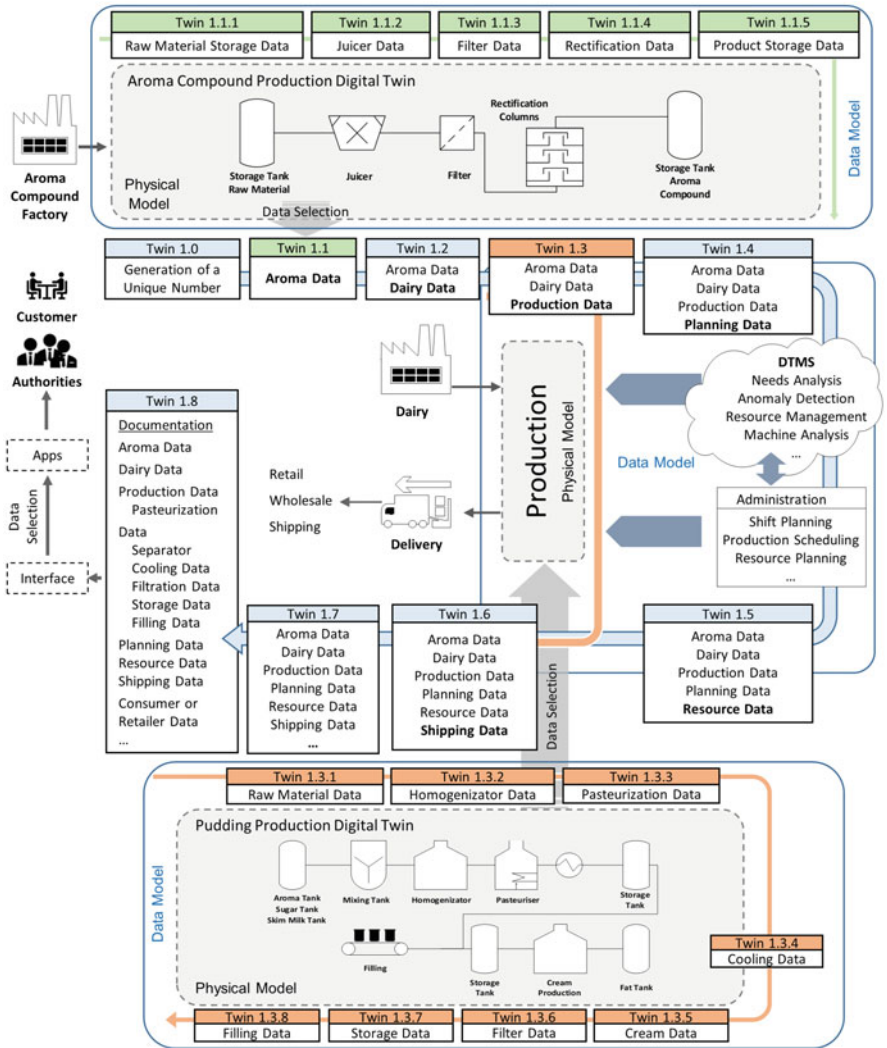 Twin 1.1.1
Raw Material Storage Data
Twin 1.1.2
Juicer Data
Twin 1.1.3
Filter Data
Twin 1.1.4
Rectification Data
Twin 1.1.5
Product Storage Data
Aroma Compound Production Digital Twin
Rectification
Columns
Storage Tank
Raw Material
Juicer
Filter
Storage Tank
Aroma
Compound
Physical
Model
Data Model
Aroma
Compound
Factory
Data Selection
Twin 1.0
Generation of a
Unique Number
Twin 1.1
Aroma Data
Twin 1.2
Aroma Data
Dairy Data
Twin 1.3
Aroma Data
Dairy Data
Production Data
Twin 1.4
Aroma Data
Dairy Data
Production Data
Planning Data
Customer
Authorities
Apps
Data
Selection
Interface
Twin 1.8
Documentation
Aroma Data
Dairy Data
Production Data
Pasteurization
Data
Separator
Cooling Data
Filtration Data
Storage Data
Filling Data
Planning Data
Resource Data
Shipping Data
Consumer or
Retailer Data
...
Dairy
Retail
Wholesale
Shipping
Delivery
Production
Physical Model
Data Model
DTMS
Needs Analysis
Anomaly Detection
Resource Management
Machine Analysis
...
Administration
Shift Planning
Production Scheduling
Resource Planning
...
Twin 1.7
Aroma Data
Dairy Data
Production Data
Planning Data
Resource Data
Shipping Data
...
Twin 1.6
Aroma Data
Dairy Data
Production Data
Planning Data
Resource Data
Shipping Data
Data Selection
Twin 1.5
Aroma Data
Dairy Data
Production Data
Planning Data
Resource Data
Twin 1.3.1
Raw Material Data
Twin 1.3.2
Homogenizator Data
Twin 1.3.3
Pasteurization Data
Pudding Production Digital Twin
Data Model
Aroma Tank
Sugar Tank
Skim Milk Tank
Mixing Tank
Homogenizator
Pasteuriser
Storage
Tank
Filling
Storage
Tank
Cream
Production
Fat Tank
Physical Model
Twin 1.3.4
Cooling Data
Twin 1.3.8
Filling Data
Twin 1.3.7
Storage Data
Twin 1.3.6
Filter Data
Twin 1.3.5
Cream Data